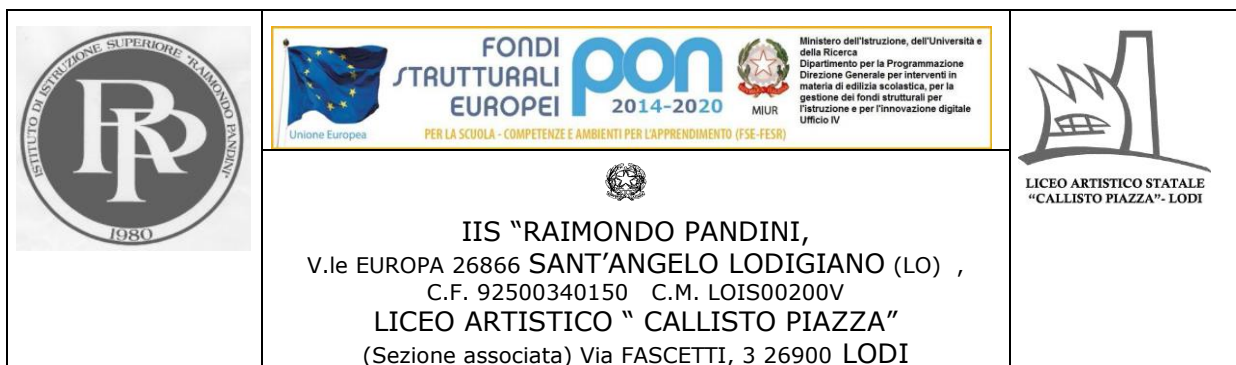 ISTITUTO DI ISTRUZIONE SUPERIORE "RAIMONDO PANDINI"
1980
Unione Europea
FONDI
STRUTTURALI
EUROPEI
pon
2014-2020
MIUR
Ministero dell'Istruzione, dell'Università e
della Ricerca
Dipartimento per la Programmazione
Direzione Generale per interventi in
materia di edilizia scolastica, per la
gestione dei fondi strutturali per
l'istruzione e per l'innovazione digitale
Ufficio IV
PER LA SCUOLA - COMPETENZE E AMBIENTI PER L'APPRENDIMENTO (FSE-FESR)
IIS "RAIMONDO PANDINI,
V.le EUROPA 26866 SANT'ANGELO LODIGIANO (LO) ,
C.F. 92500340150 C.M. LOIS00200V
LICEO ARTISTICO " CALLISTO PIAZZA"
(Sezione associata) Via FASCETTI, 3 26900 LODI
LICEO ARTISTICO STATALE
"CALLISTO PIAZZA"- LODI